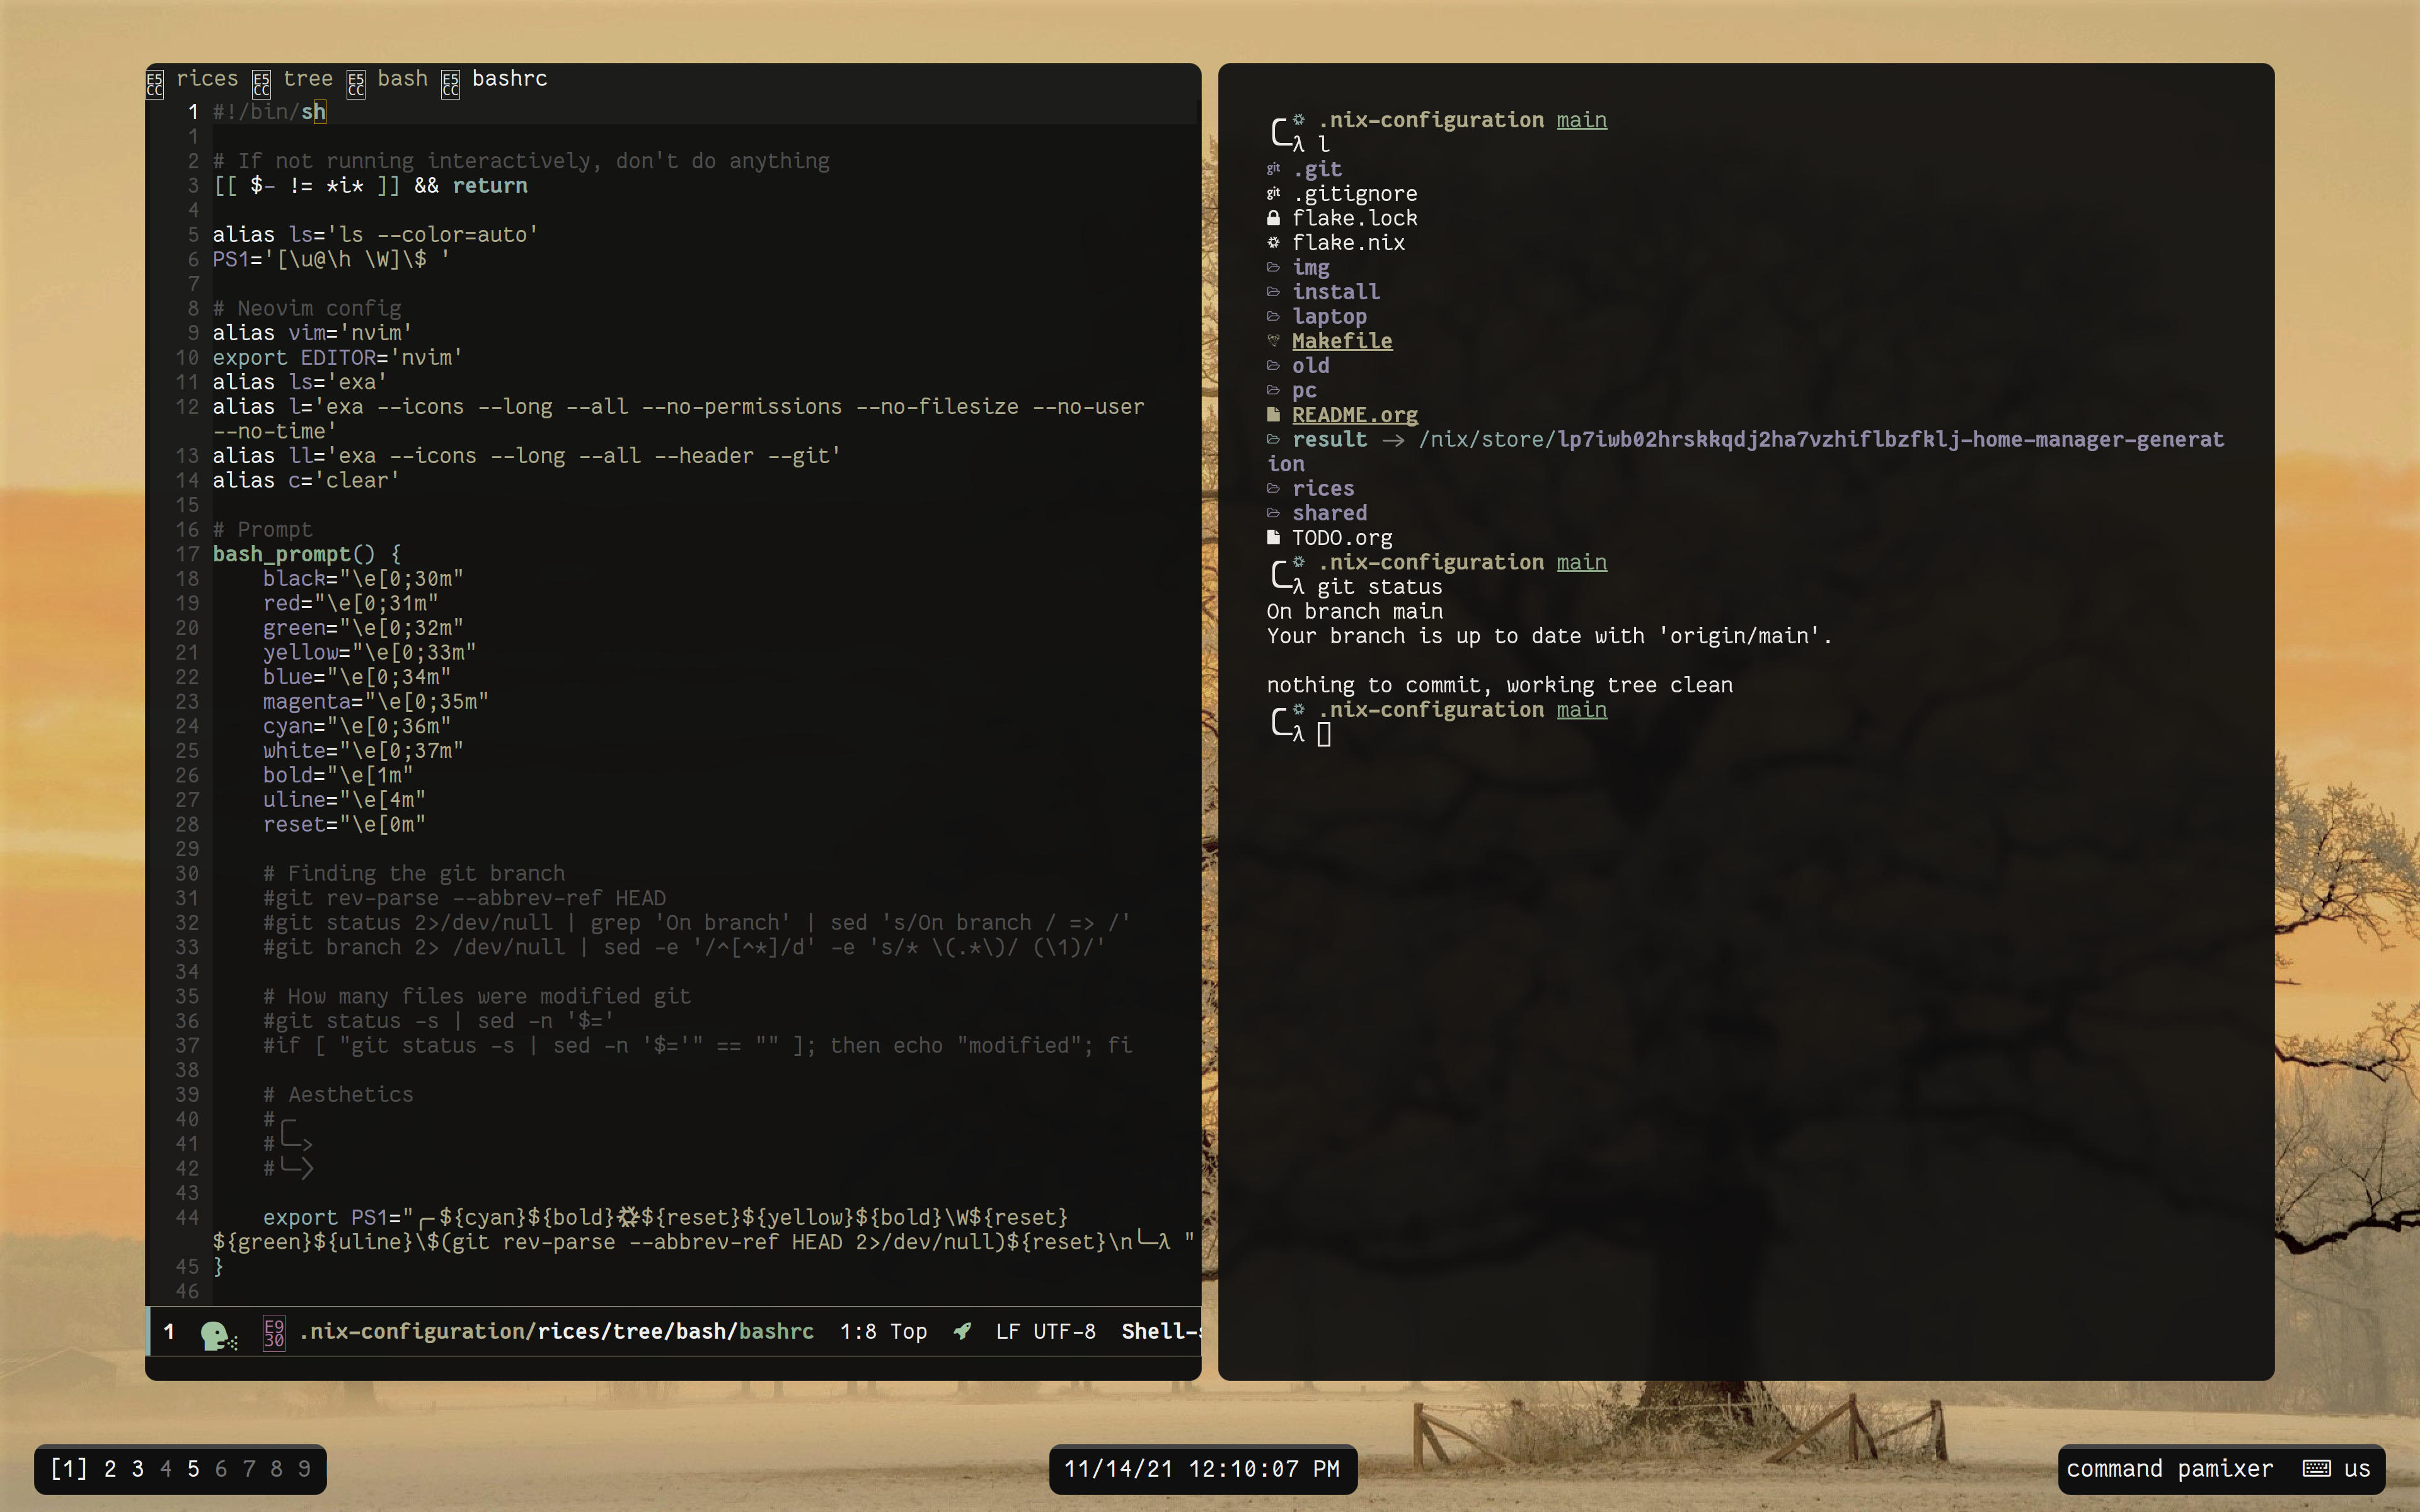 rices tree bash bashrc
1 #!/bin/sh
1
2 # If not running interactively, don't do anything
3 [[ $- != *i* ]] && return
4
5 alias ls='ls --color=auto'
6 PS1='[\u@\h \W]\$ '
7
8 # Neovim config
9 alias vim='nvim'
10 export EDITOR='nvim'
11 alias ls='exa'
12 alias l='exa --icons --long --all --no-permissions --no-filesize --no-user
--no-time'
13 alias ll='exa --icons --long --all --header --git'
14 alias c='clear'
15
16 # Prompt
17 bash_prompt() {
18     black="\e[0;30m"
19     red="\e[0;31m"
20     green="\e[0;32m"
21     yellow="\e[0;33m"
22     blue="\e[0;34m"
23     magenta="\e[0;35m"
24     cyan="\e[0;36m"
25     white="\e[0;37m"
26     bold="\e[1m"
27     uline="\e[4m"
28     reset="\e[0m"
29
30     # Finding the git branch
31     #git rev-parse --abbrev-ref HEAD
32     #git status 2>/dev/null | grep 'On branch' | sed 's/On branch / => /'
33     #git branch 2> /dev/null | sed -e '/^[^*]/d' -e 's/* \(.*\)/ (\1)/'
34
35     # How many files were modified git
36     #git status -s | sed -n '$='
37     #if [ "git status -s | sed -n '$='" == "" ]; then echo "modified"; fi
38
39     # Aesthetics
40     #╭─
41     #╰─>
42     #╰─〉
43
44     export PS1="╭─${cyan}${bold}${reset}${yellow}${bold}\W${reset}
${green}${uline}\$(git rev-parse --abbrev-ref HEAD 2>/dev/null)${reset}\n╰─λ "
45 }
46
1 .nix-configuration/rices/tree/bash/bashrc 1:8 Top LF UTF-8 Shell-s
.nix-configuration main
λ l
.git
.gitignore
flake.lock
flake.nix
img
install
laptop
Makefile
old
pc
README.org
result → /nix/store/lp7iwb02hrskkqdj2ha7vzhiflbzfklj-home-manager-generat
ion
rices
shared
TODO.org
.nix-configuration main
λ git status
On branch main
Your branch is up to date with 'origin/main'.

nothing to commit, working tree clean
.nix-configuration main
λ
[1] 2 3 4 5 6 7 8 9
11/14/21 12:10:07 PM
command pamixer us